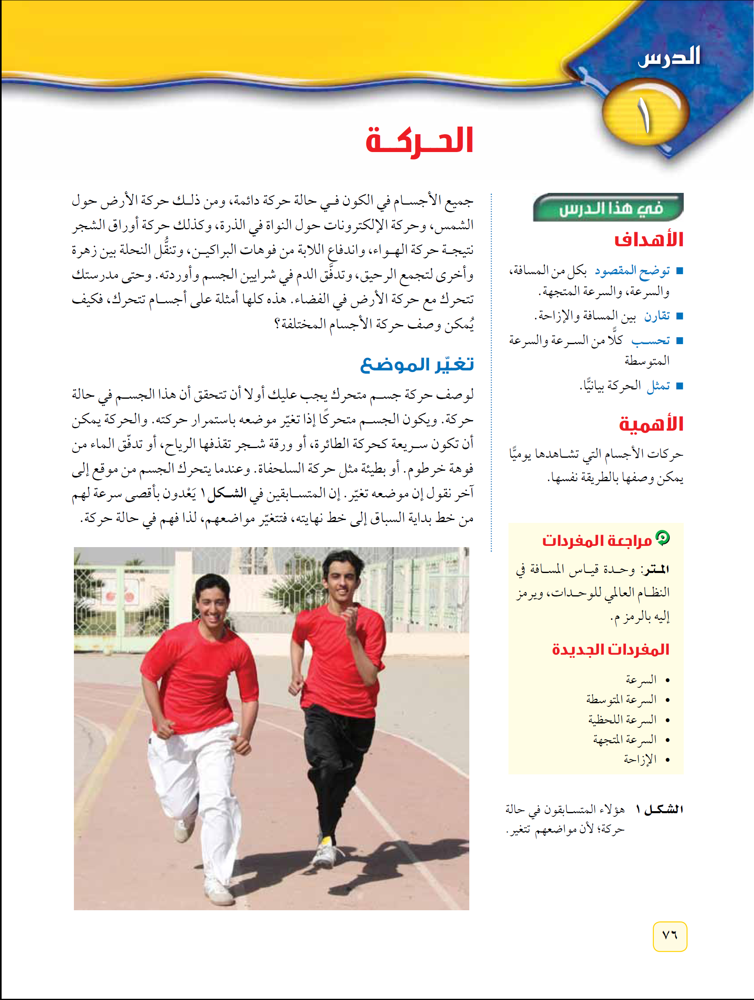 الدرس
١
الحركة
في هذا الدرس
الأهداف
■ توضح المقصود بكل من المسافة،
والسرعة، والسرعة المتجهة.
■ تقارن بين المسافة والإزاحة.
■ تحسب كلًّا من السرعة والسرعة
المتوسطة
■ تمثل الحركة بيانيًّا.
الأهمية
حركات الأجسام التي تشاهدها يوميًّا
يمكن وصفها بالطريقة نفسها.
مراجعة المفردات
المتر: وحدة قياس المسافة في
النظام العالمي للوحدات، ويرمز
إليه بالرمز م.
المفردات الجديدة
• السرعة
• السرعة المتوسطة
• السرعة اللحظية
• السرعة المتجهة
• الإزاحة
جميع الأجسام في الكون في حالة حركة دائمة، ومن ذلك حركة الأرض حول
الشمس، وحركة الإلكترونات حول النواة في الذرة، وكذلك حركة أوراق الشجر
نتيجة حركة الهواء، واندفاع اللابة من فوهات البراكين، وتنقُّل النحلة بين زهرة
وأخرى لتجمع الرحيق، وتدفَّق الدم في شرايين الجسم وأوردته. وحتى مدرستك
تتحرك مع حركة الأرض في الفضاء. هذه كلها أمثلة على أجسام تتحرك، فكيف
يُمكن وصف حركة الأجسام المختلفة؟
تغيّر الموضع
لوصف حركة جسم متحرك يجب عليك أولا أن تتحقق أن هذا الجسم في حالة
حركة. ويكون الجسم متحركًا إذا تغيّر موضعه باستمرار حركته. والحركة يمكن
أن تكون سريعة كحركة الطائرة، أو ورقة شجر تقذفها الرياح، أو تدفّق الماء من
فوهة خرطوم. أو بطيئة مثل حركة السلحفاة. وعندما يتحرك الجسم من موقع إلى
آخر نقول إن موضعه تغيّر. إن المتسابقين في الشكل ١ يَعْدون بأقصى سرعة لهم
من خط بداية السباق إلى خط نهايته، فتتغيّر مواضعهم، لذا فهم في حالة حركة.
الشكل ١ هؤلاء المتسابقون في حالة
حركة؛ لأن مواضعهم تتغير.
٧٦